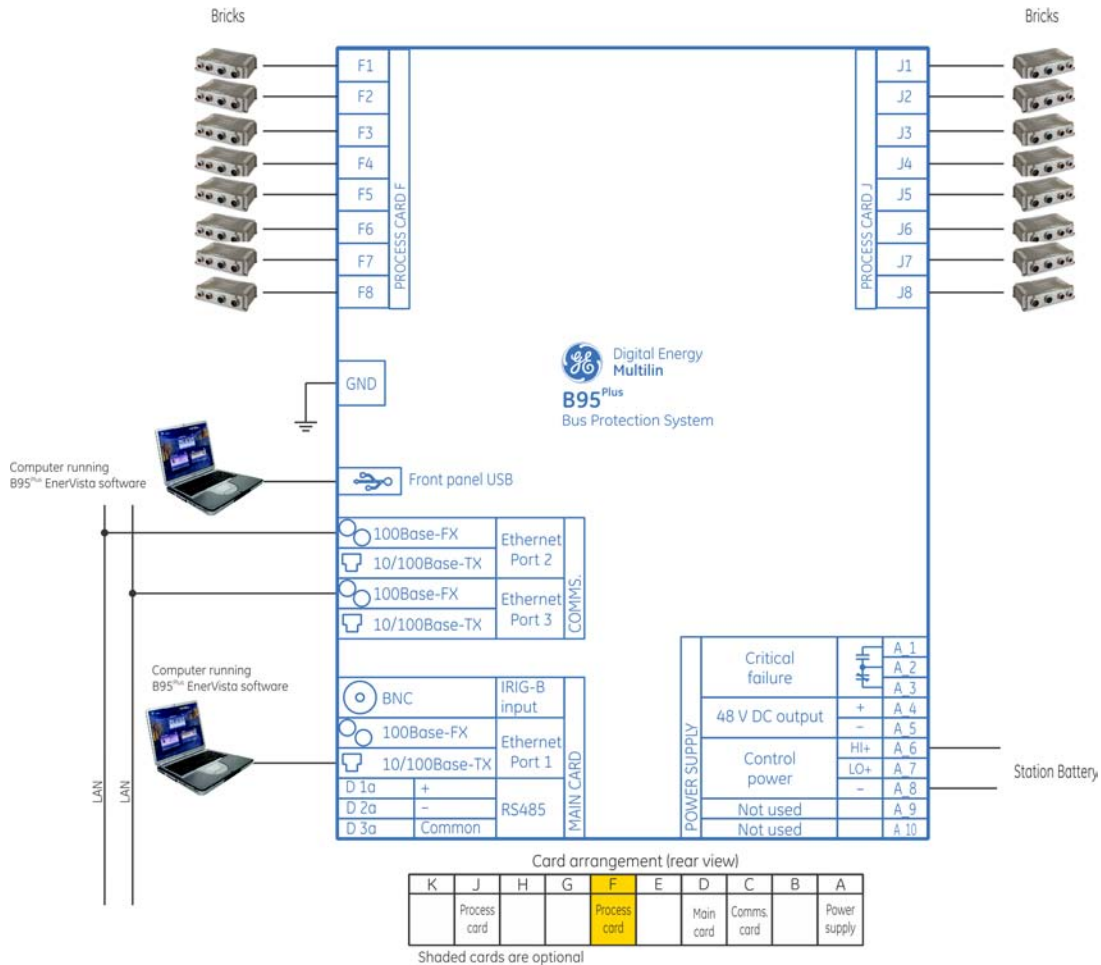 Bricks
Bricks
F1
F2
F3
F4
F5
F6
F7
F8
PROCESS CARD F
J1
J2
J3
J4
J5
J6
J7
J8
PROCESS CARD J
GE
Digital Energy
Multilin
B95Plus
Bus Protection System
GND
Computer running
B95Plus EnerVista software
Front panel USB
100Base-FX
10/100Base-TX
Ethernet
Port 2
100Base-FX
10/100Base-TX
Ethernet
Port 3
COMMS.
LAN
LAN
Computer running
B95Plus EnerVista software
BNC
IRIG-B
input
100Base-FX
10/100Base-TX
Ethernet
Port 1
D 1a +
D 2a -
D 3a Common
RS485
MAIN CARD
POWER SUPPLY
Critical
failure
A_1
A_2
A_3
48 V DC output
+ A_4
- A_5
Control
power
HI+ A_6
LO+ A_7
- A_8
Not used A_9
Not used A_10
Station Battery
Card arrangement (rear view)
K J H G F E D C B A
Process
card
Process
card
Main
card
Comms.
card
Power
supply
Shaded cards are optional